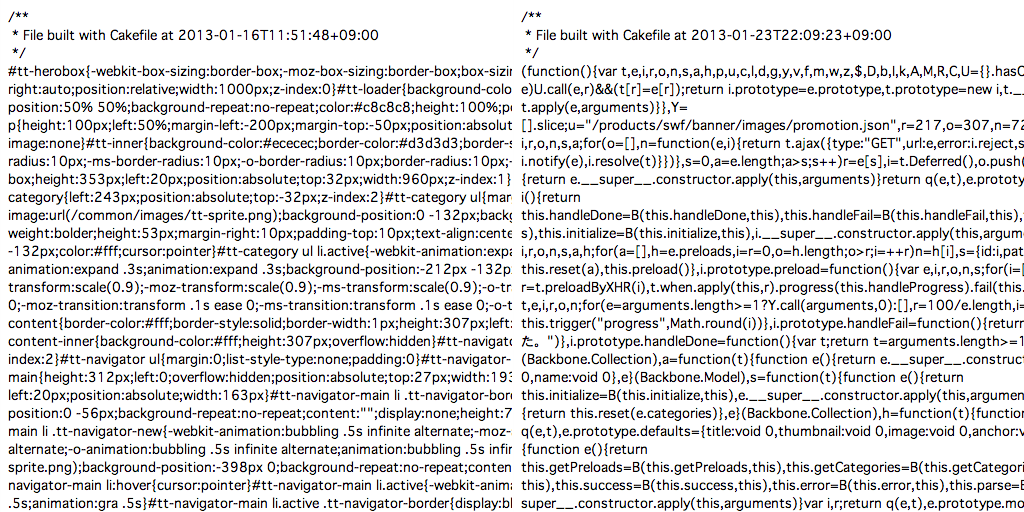 /**
 * File built with Cakefile at 2013-01-16T11:51:48+09:00
 */
#tt-herobox{-webkit-box-sizing:border-box;-moz-box-sizing:border-box;box-sizin
right:auto;position:relative;width:1000px;z-index:0}#tt-loader{background-colo
position:50% 50%;background-repeat:no-repeat;color:#c8c8c8;height:100%;po
p{height:100px;left:50%;margin-left:-200px;margin-top:-50px;position:absolut
image:none}#tt-inner{background-color:#ececec;border-color:#d3d3d3;border-s
radius:10px;-ms-border-radius:10px;-o-border-radius:10px;border-radius:10px;-
box;height:353px;left:20px;position:absolute;top:32px;width:960px;z-index:1}
category{left:243px;position:absolute;top:-32px;z-index:2}#tt-category ul{mar
image:url(/common/images/tt-sprite.png);background-position:0 -132px;backg
weight:bolder;height:53px;margin-right:10px;padding-top:10px;text-align:cente
-132px;color:#fff;cursor:pointer}#tt-category ul li.active{-webkit-animation:expa
animation:expand .3s;animation:expand .3s;background-position:-212px -132p
transform:scale(0.9);-moz-transform:scale(0.9);-ms-transform:scale(0.9);-o-tr
0;-moz-transition:transform .1s ease 0;-ms-transition:transform .1s ease 0;-o-t
content{border-color:#fff;border-style:solid;border-width:1px;height:307px;left:
content-inner{background-color:#fff;height:307px;overflow:hidden}#tt-navigato
index:2}#tt-navigator ul{margin:0;list-style-type:none;padding:0}#tt-navigator-
main{height:312px;left:0;overflow:hidden;position:absolute;top:27px;width:193
left:20px;position:absolute;width:163px}#tt-navigator-main li .tt-navigator-bord
position:0 -56px;background-repeat:no-repeat;content:"";display:none;height:7
main li .tt-navigator-new{-webkit-animation:bubbling .5s infinite alternate;-moz-
alternate;-o-animation:bubbling .5s infinite alternate;animation:bubbling .5s infin
sprite.png);background-position:-398px 0;background-repeat:no-repeat;conten
navigator-main li:hover{cursor:pointer}#tt-navigator-main li.active{-webkit-anima
.5s;animation:gra .5s}#tt-navigator-main li.active .tt-navigator-border{display:bl
/**
 * File built with Cakefile at 2013-01-23T22:09:23+09:00
 */
(function(){var t,e,i,r,o,n,s,a,h,p,u,c,l,d,g,y,v,f,m,w,z,$,D,b,l,k,A,M,R,C,U={}.hasO
e)U.call(e,r)&&(t[r]=e[r]);return i.prototype=e.prototype,t.prototype=new i,t.__s
t.apply(e,arguments)}},Y=
[].slice;u="/products/swf/banner/images/promotion.json",r=217,o=307,n=72
i,r,o,n,s,a;for(o=[],n=function(e,i){return t.ajax({type:"GET",url:e,error:i.reject,s
i.notify(e),i.resolve(t)}})},s=0,a=e.length;a>s;s++)r=e[s],i=t.Deferred(),o.push(
{return e.__super__.constructor.apply(this,arguments)}return q(e,t),e.prototy
i(){return
this.handleDone=B(this.handleDone,this),this.handleFail=B(this.handleFail,this),
s),this.initialize=B(this.initialize,this),i.__super__.constructor.apply(this,argume
i,r,o,n,s,a,h;for(a=[],h=e.preloads,i=r=0,o=h.length;o>r;i=++r)n=h[i],s={id:i,pat
this.reset(a),this.preload()},i.prototype.preload=function(){var e,i,r,o,n,s;for(i=[
r=t.preloadByXHR(i),t.when.apply(this,r).progress(this.handleProgress).fail(this.
t,e,i,r,o,n;for(e=arguments.length>=1?Y.call(arguments,0):[],r=100/e.length,i=
this.trigger("progress",Math.round(i))},i.prototype.handleFail=function(){return
た。")},i.prototype.handleDone=function(){var t;return t=arguments.length>=1
(Backbone.Collection),a=function(t){function e(){return e.__super__.construct
0,name:void 0},e}(Backbone.Model),s=function(t){function e(){return
this.initialize=B(this.initialize,this),e.__super__.constructor.apply(this,argumen
{return this.reset(e.categories)},e}(Backbone.Collection),h=function(t){function
q(e,t),e.prototype.defaults={title:void 0,thumbnail:void 0,image:void 0,anchor:v
{function e(){return
this.getPreloads=B(this.getPreloads,this),this.getCategories=B(this.getCategori
this),this.success=B(this.success,this),this.error=B(this.error,this),this.parse=B
super__.constructor.apply(this,arguments)}var i,r;return q(e,t),e.prototype.mo